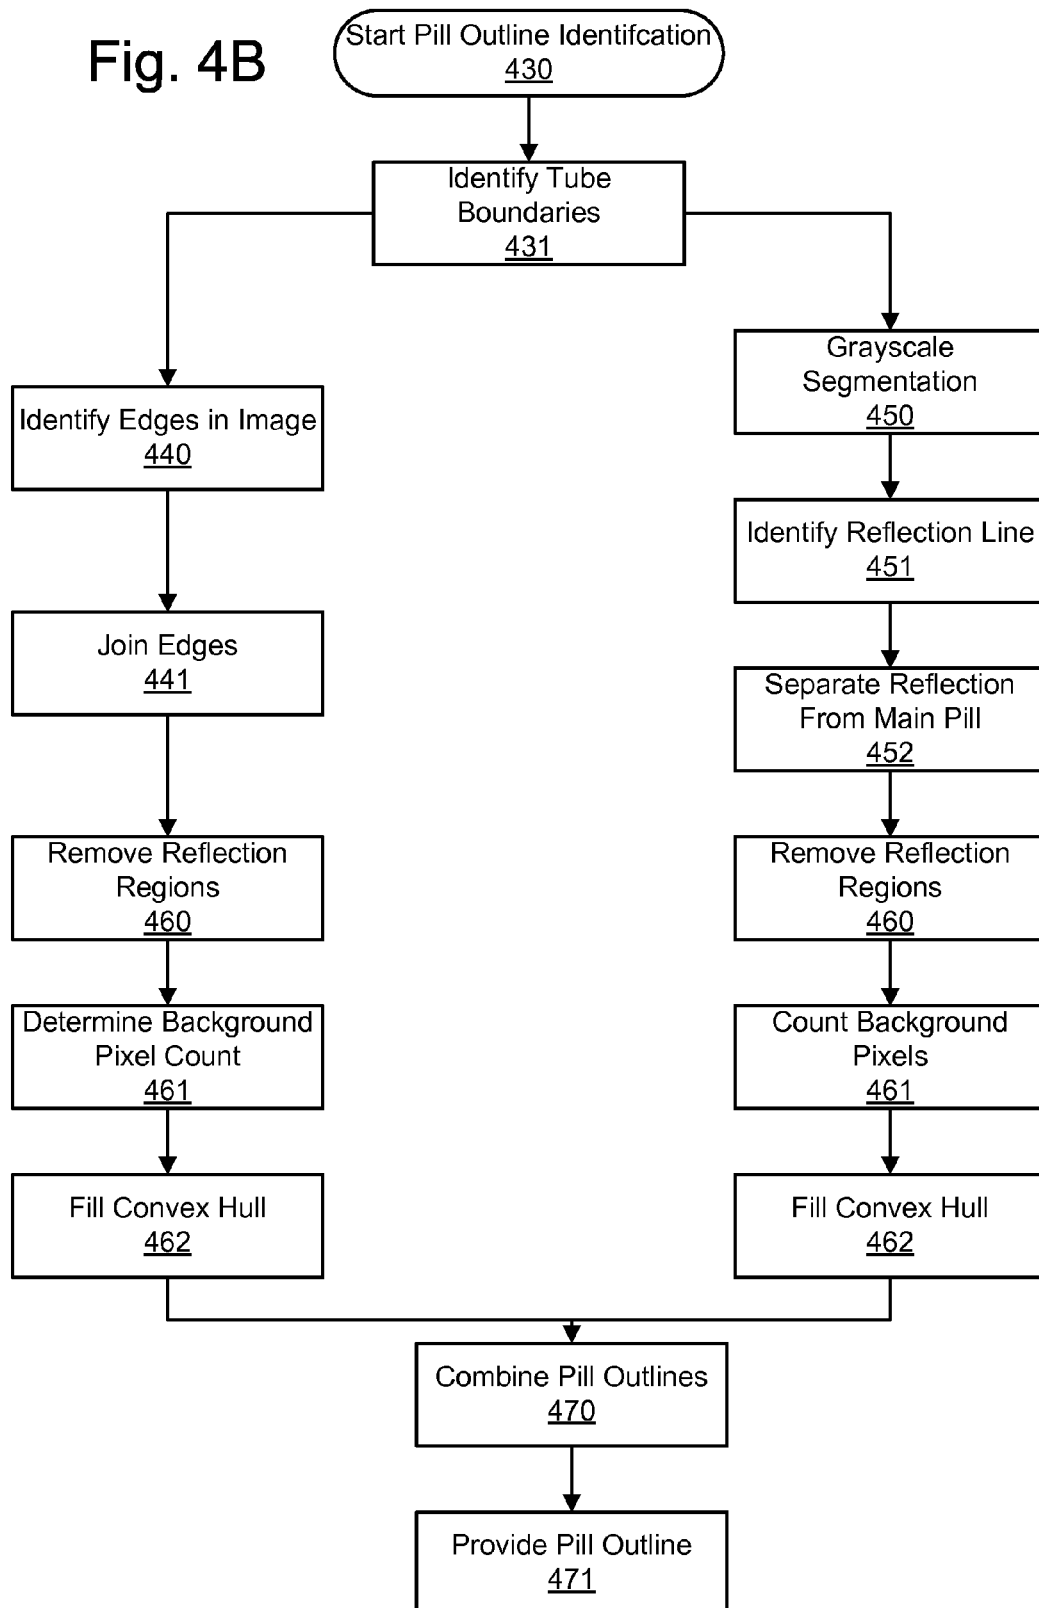 Fig. 4B
Start Pill Outline Identifcation
430
Identify Tube
Boundaries
431
Identify Edges in Image
440
Join Edges
441
Remove Reflection
Regions
460
Determine Background
Pixel Count
461
Fill Convex Hull
462
Grayscale
Segmentation
450
Identify Reflection Line
451
Separate Reflection
From Main Pill
452
Remove Reflection
Regions
460
Count Background
Pixels
461
Fill Convex Hull
462
Combine Pill Outlines
470
Provide Pill Outline
471